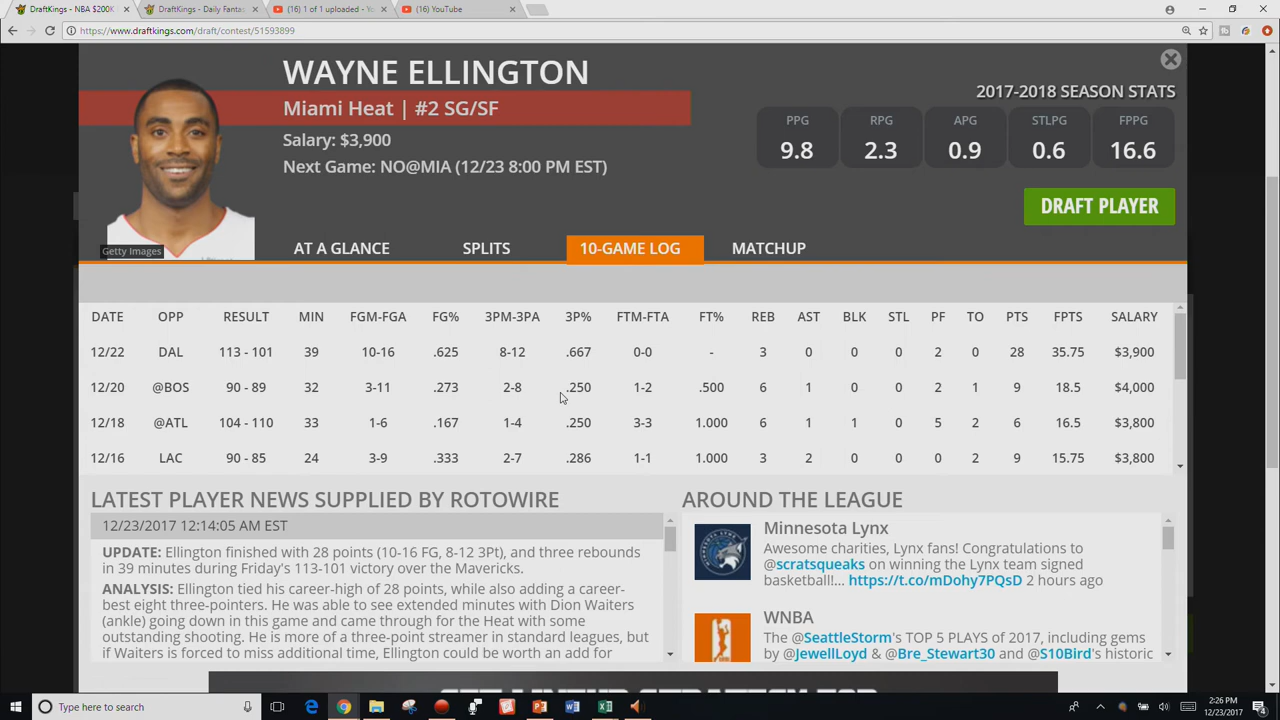 DraftKings - NBA $200K
DraftKings - Daily Fantas
(16) 1 of 1 uploaded - Yo
(16) YouTube
https://www.draftkings.com/draft/contest/51593899
WAYNE ELLINGTON
Miami Heat | #2 SG/SF
Salary: $3,900
Next Game: NO@MIA (12/23 8:00 PM EST)
Getty Images
2017-2018 SEASON STATS
PPG RPG APG STLPG FPPG
9.8 2.3 0.9 0.6 16.6
DRAFT PLAYER
AT A GLANCE SPLITS 10-GAME LOG MATCHUP
DATE OPP RESULT MIN FGM-FGA FG% 3PM-3PA 3P% FTM-FTA FT% REB AST BLK STL PF TO PTS FPTS SALARY
12/22 DAL 113 - 101 39 10-16 .625 8-12 .667 0-0 - 3 0 0 0 2 0 28 35.75 $3,900
12/20 @BOS 90 - 89 32 3-11 .273 2-8 .250 1-2 .500 6 1 0 0 2 1 9 18.5 $4,000
12/18 @ATL 104 - 110 33 1-6 .167 1-4 .250 3-3 1.000 6 1 1 0 5 2 6 16.5 $3,800
12/16 LAC 90 - 85 24 3-9 .333 2-7 .286 1-1 1.000 3 2 0 0 0 2 9 15.75 $3,800
LATEST PLAYER NEWS SUPPLIED BY ROTOWIRE
12/23/2017 12:14:05 AM EST
UPDATE: Ellington finished with 28 points (10-16 FG, 8-12 3Pt), and three rebounds
in 39 minutes during Friday's 113-101 victory over the Mavericks.
ANALYSIS: Ellington tied his career-high of 28 points, while also adding a career-
best eight three-pointers. He was able to see extended minutes with Dion Waiters
(ankle) going down in this game and came through for the Heat with some
outstanding shooting. He is more of a three-point streamer in standard leagues, but
if Waiters is forced to miss additional time, Ellington could be worth an add for
AROUND THE LEAGUE
Minnesota Lynx
Awesome charities, Lynx fans! Congratulations to
@scratsqueaks on winning the Lynx team signed
basketball!... https://t.co/mDohy7PQsD 2 hours ago
WNBA
The @SeattleStorm's TOP 5 PLAYS of 2017, including gems
by @JewellLoyd & @Bre_Stewart30 and @S10Bird's historic
Type here to search
2:26 PM
12/23/2017
4